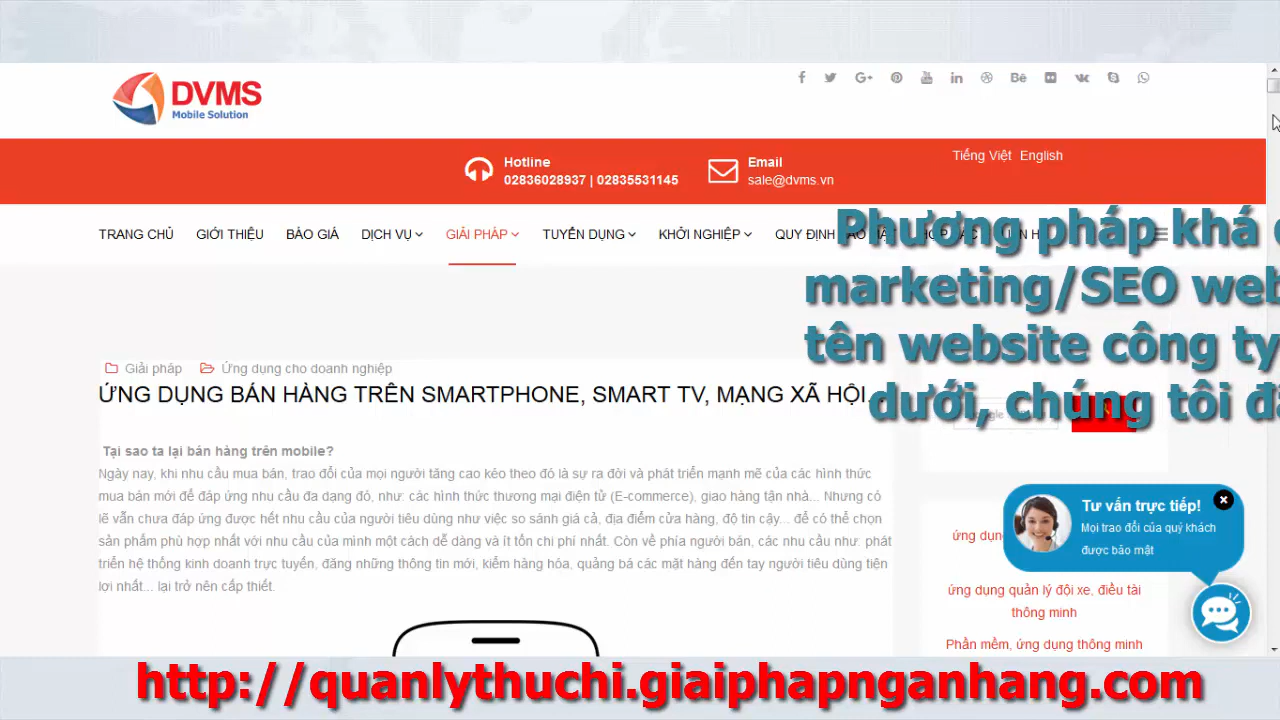 DVMS
Mobile Solution
Hotline
02836028937 | 02835531145
Email
sale@dvms.vn
Tiếng Việt English
TRANG CHỦ GIỚI THIỆU BÁO GIÁ DỊCH VỤ GIẢI PHÁP TUYỂN DỤNG KHỞI NGHIỆP QUY ĐỊNH
Phương pháp khá
marketing/SEO web
tên website công ty
dưới, chúng tôi
Giải pháp Ứng dụng cho doanh nghiệp
ỨNG DỤNG BÁN HÀNG TRÊN SMARTPHONE, SMART TV, MẠNG XÃ HỘI...
Tại sao ta lại bán hàng trên mobile?
Ngày nay, khi nhu cầu mua bán, trao đổi của mọi người tăng cao kéo theo đó là sự ra đời và phát triển mạnh mẽ của các hình thức
mua bán mới để đáp ứng nhu cầu đa dạng đó, như: các hình thức thương mại điện tử (E-commerce), giao hàng tận nhà... Nhưng có
lẽ vẫn chưa đáp ứng được hết nhu cầu của người tiêu dùng như việc so sánh giá cả, địa điểm cửa hàng, độ tin cậy... để có thể chọn
sản phẩm phù hợp nhất với nhu cầu của mình một cách dễ dàng và ít tốn chi phí nhất. Còn về phía người bán, các nhu cầu như: phát
triển hệ thống kinh doanh trực tuyến, đăng những thông tin mới, kiểm hàng hóa, quảng bá các mặt hàng đến tay người tiêu dùng tiện
lợi nhất... lại trở nên cấp thiết.
Tư vấn trực tiếp!
Mọi trao đổi của quý khách
được bảo mật
ứng dụng quản lý đội xe, điều tài
thông minh
Phần mềm, ứng dụng thông minh
http://quanlythuchi.giaiphapnganhang.com